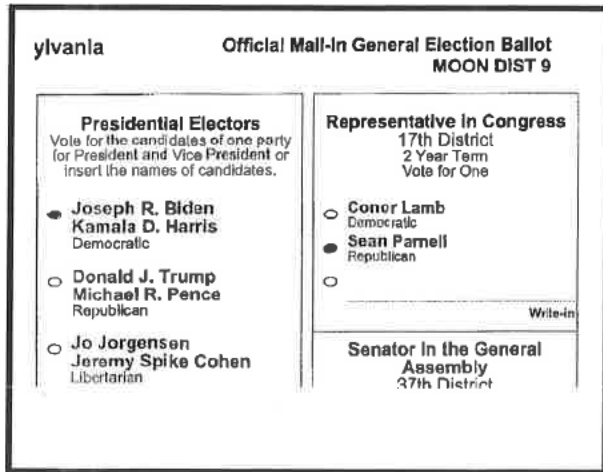 ylvania
Official Mail-In General Election Ballot
MOON DIST 9
Presidential Electors
Vote for the candidates of one party
for President and Vice President or
insert the names of candidates.
Joseph R. Biden
Kamala D. Harris
Democratic
Donald J. Trump
Michael R. Pence
Republican
Jo Jorgensen
Jeremy Spike Cohen
Libertarian
Representative in Congress
17th District
2 Year Term
Vote for One
Conor Lamb
Democratic
Sean Parnell
Republican
Write-in
Senator in the General
Assembly
37th District